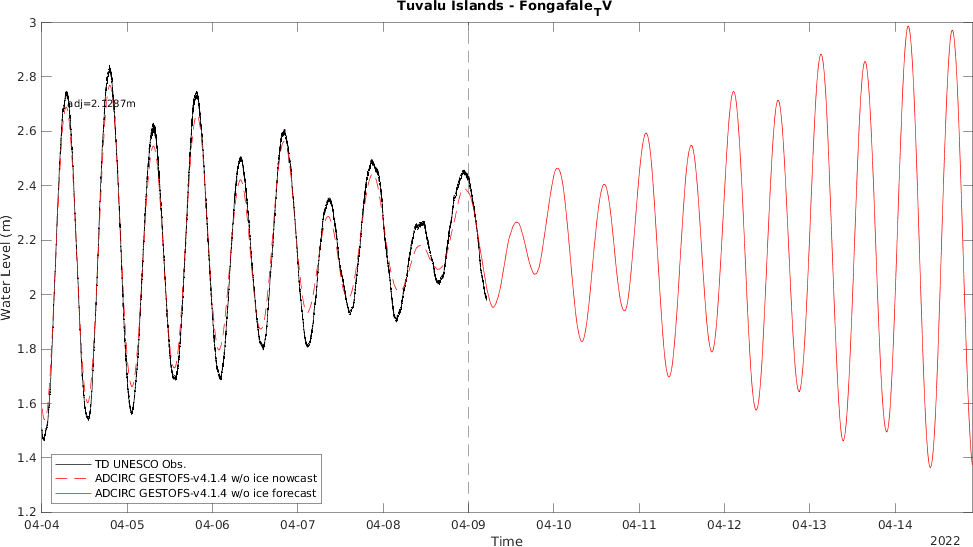 Tuvalu Islands - Fongafale_TV
3
2.8
2.6
2.4
2.2
2
1.8
1.6
1.4
1.2
Water Level (m)
adj=2.1287m
TD UNESCO Obs.
ADCIRC GESTOFS-v4.1.4 w/o ice nowcast
ADCIRC GESTOFS-v4.1.4 w/o ice forecast
04-04 04-05 04-06 04-07 04-08 04-09 04-10 04-11 04-12 04-13 04-14
Time
2022